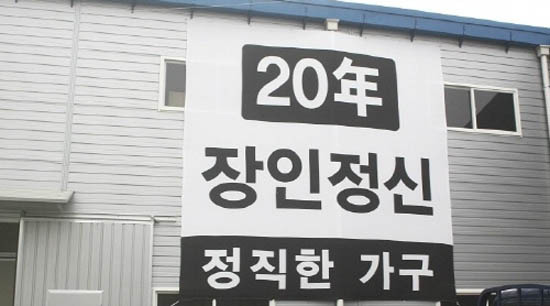 20年
장인정신
정직한 가구